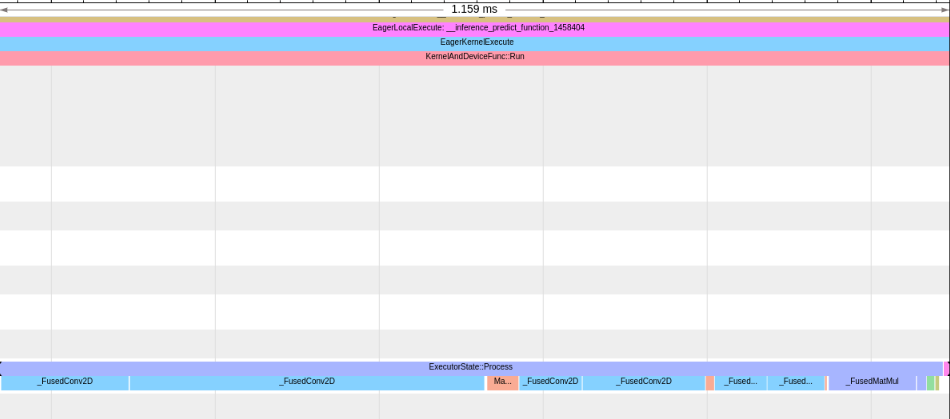 1.159 ms
EagerLocalExecute: __inference_predict_function_1458404
EagerKernelExecute
KernelAndDeviceFunc::Run
ExecutorState::Process
_FusedConv2D _FusedConv2D Ma... _FusedConv2D _FusedConv2D _Fused... _Fused... _FusedMatMul